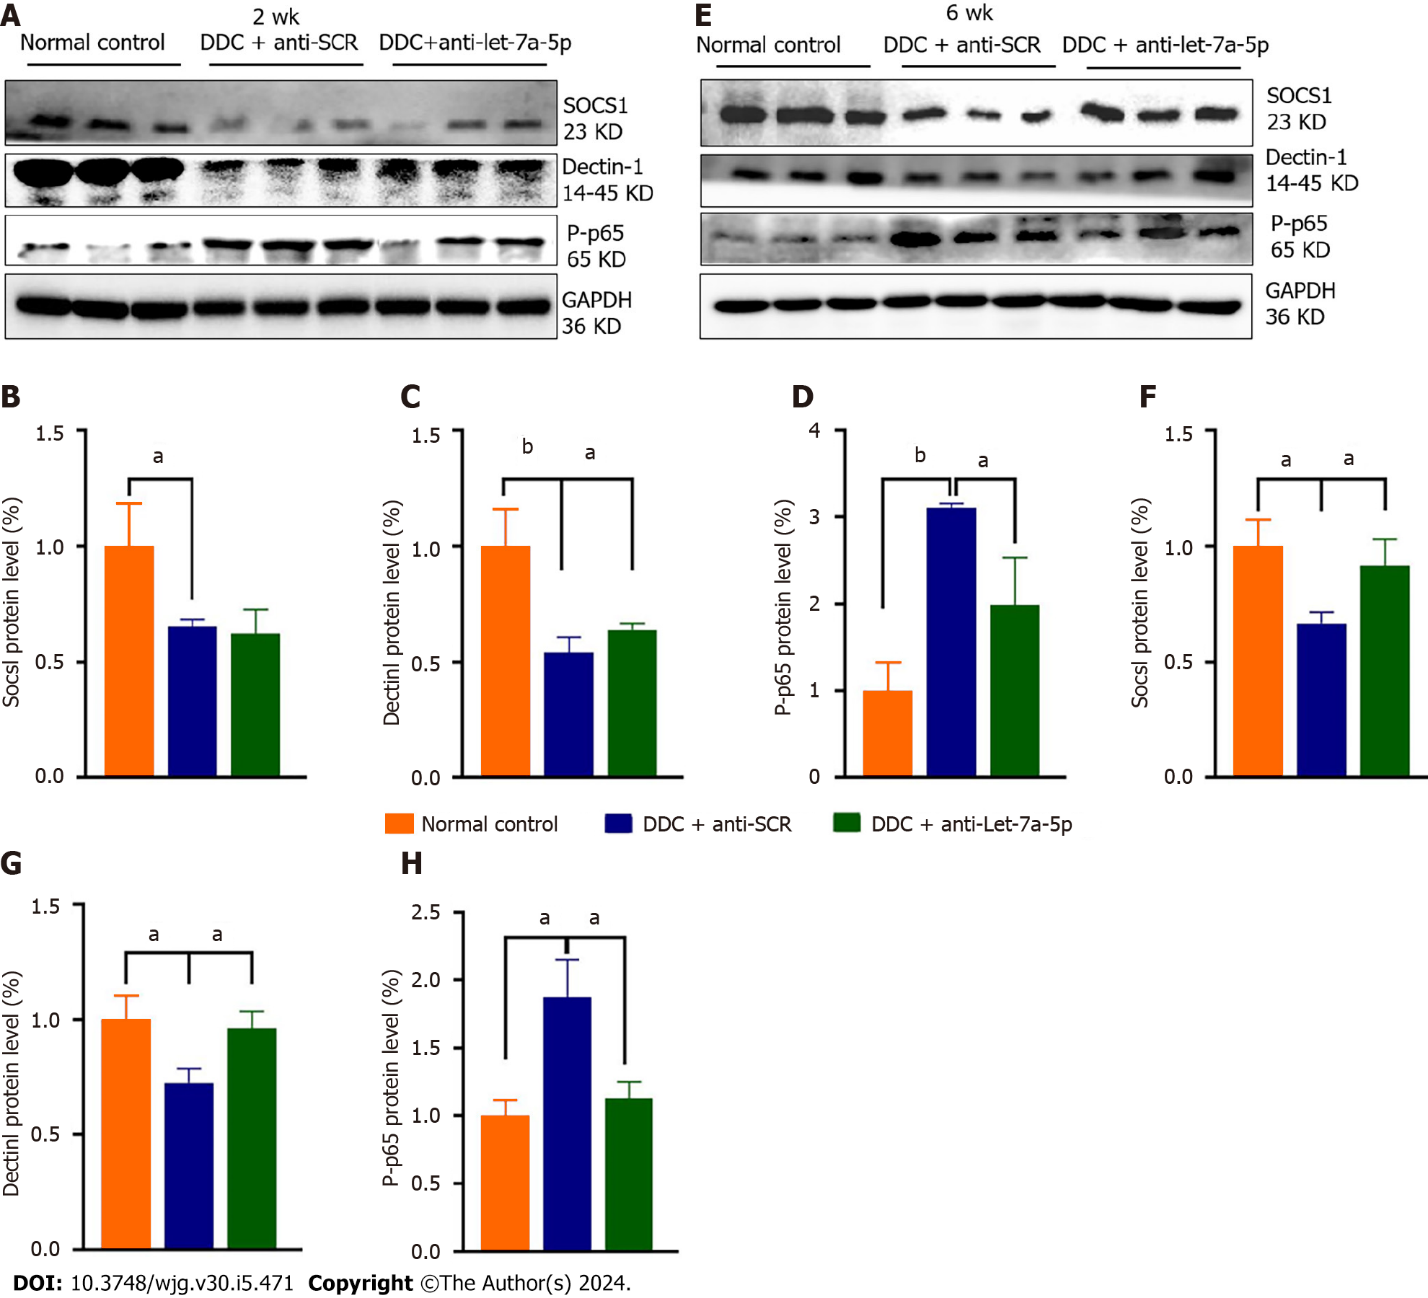 A
2 wk
Normal control
DDC + anti-SCR
DDC+anti-let-7a-5p
SOCS1
23 KD
Dectin-1
14-45 KD
P-p65
65 KD
GAPDH
36 KD
E
6 wk
Normal control
DDC + anti-SCR
DDC + anti-let-7a-5p
SOCS1
23 KD
Dectin-1
14-45 KD
P-p65
65 KD
GAPDH
36 KD
B
Socsl protein level (%)
1.5
1.0
0.5
0.0
a
C
Dectinl protein level (%)
1.5
1.0
0.5
0.0
b
a
D
P-p65 protein level (%)
4
3
2
1
0
b
a
F
Socsl protein level (%)
1.5
1.0
0.5
0.0
a
a
Normal control
DDC + anti-SCR
DDC + anti-Let-7a-5p
G
Dectinl protein level (%)
1.5
1.0
0.5
0.0
a
a
H
P-p65 protein level (%)
2.5
2.0
1.5
1.0
0.5
0.0
a
a
DOI: 10.3748/wjg.v30.i5.471 Copyright ©The Author(s) 2024.